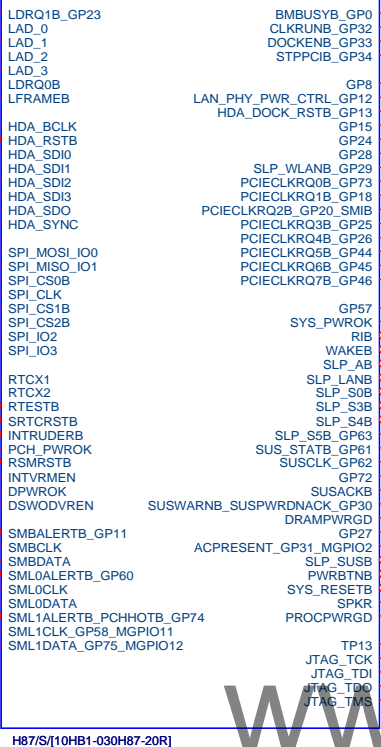 LDRQ1B_GP23
LAD_0
LAD_1
LAD_2
LAD_3
LDRQ0B
LFRAMEB
HDA_BCLK
HDA_RSTB
HDA_SDI0
HDA_SDI1
HDA_SDI2
HDA_SDI3
HDA_SDO
HDA_SYNC
SPI_MOSI_IO0
SPI_MISO_IO1
SPI_CS0B
SPI_CLK
SPI_CS1B
SPI_CS2B
SPI_IO2
SPI_IO3
RTCX1
RTCX2
RTESTB
SRTCRSTB
INTRUDERB
PCH_PWROK
RSMRSTB
INTVRMEN
DPWROK
DSWODVREN
SMBALERTB_GP11
SMBCLK
SMBDATA
SML0ALERTB_GP60
SML0CLK
SML0DATA
SML1ALERTB_PCHHOTB_GP74
SML1CLK_GP58_MGPIO11
SML1DATA_GP75_MGPIO12
BMBUSYB_GP0
CLKRUNB_GP32
DOCKENB_GP33
STPPCIB_GP34
GP8
LAN_PHY_PWR_CTRL_GP12
HDA_DOCK_RSTB_GP13
GP15
GP24
GP28
SLP_WLANB_GP29
PCIECLKRQ0B_GP73
PCIECLKRQ1B_GP18
PCIECLKRQ2B_GP20_SMIB
PCIECLKRQ3B_GP25
PCIECLKRQ4B_GP26
PCIECLKRQ5B_GP44
PCIECLKRQ6B_GP45
PCIECLKRQ7B_GP46
GP57
SYS_PWROK
RIB
WAKEB
SLP_AB
SLP_LANB
SLP_S0B
SLP_S3B
SLP_S4B
SLP_S5B_GP63
SUS_STATB_GP61
SUSCLK_GP62
GP72
SUSACKB
SUSWARNB_SUSPWRDNACK_GP30
DRAMPWRGD
GP27
ACPRESENT_GP31_MGPIO2
SLP_SUSB
PWRBTNB
SYS_RESETB
SPKR
PROCPWRGD
TP13
JTAG_TCK
JTAG_TDI
JTAG_TDO
JTAG_TMS
H87/S/[10HB1-030H87-20R]